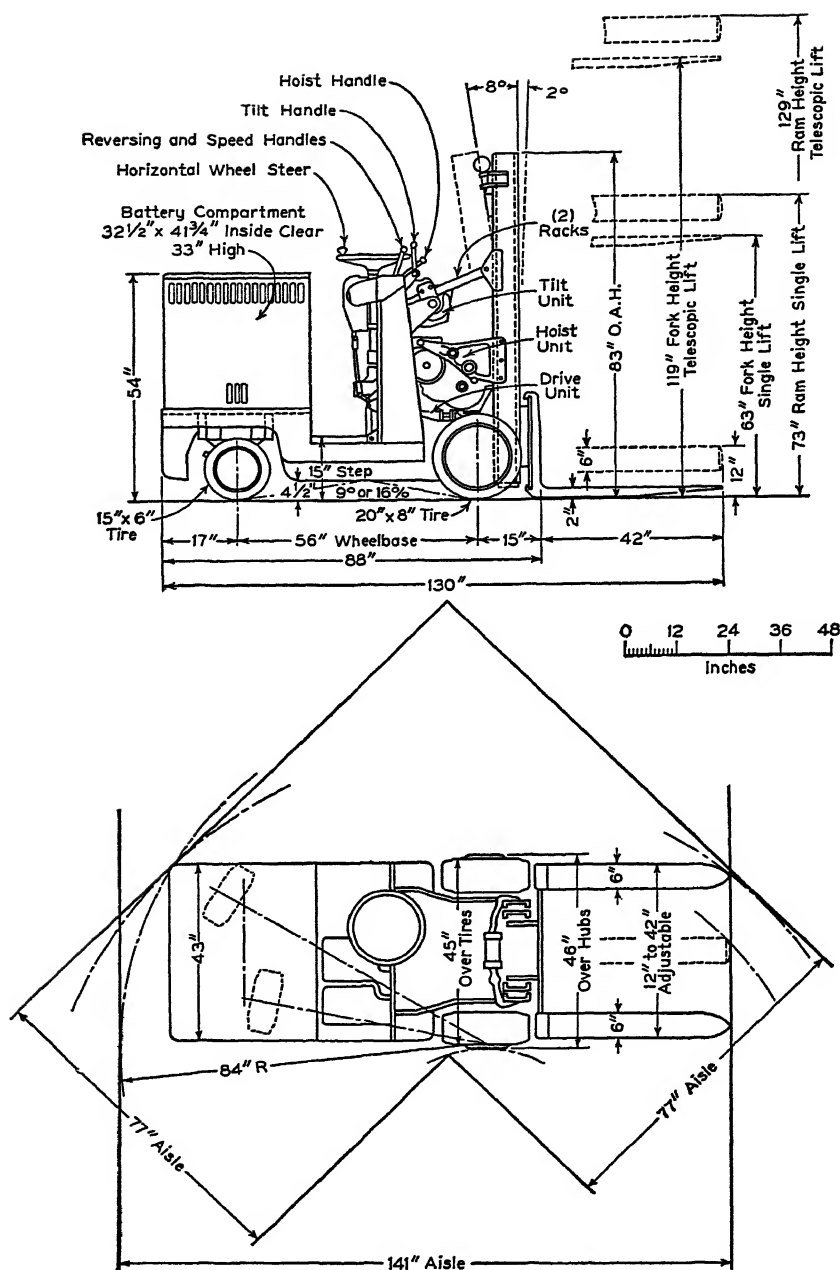 Hoist Handle
Tilt Handle
Reversing and Speed Handles
Horizontal Wheel Steer
Battery Compartment
32½" x 41¾" Inside Clear
33" High
8°
2°
129"
Ram Height
Telescopic Lift
(2)
Racks
Tilt
Unit
Hoist
Unit
Drive
Unit
83" O.A.H.
119" Fork Height
Telescopic Lift
63" Fork Height
Single Lift
73" Ram Height Single Lift
54"
15" Step
4½"
9° or 16%
15" x 6"
Tire
20" x 8" Tire
6"
12"
2"
17"
56" Wheelbase
15"
42"
88"
130"
0 12 24 36 48
Inches
43"
45"
Over Tires
46"
Over Hubs
12" to 42"
Adjustable
6"
6"
84" R
77" Aisle
77" Aisle
141" Aisle